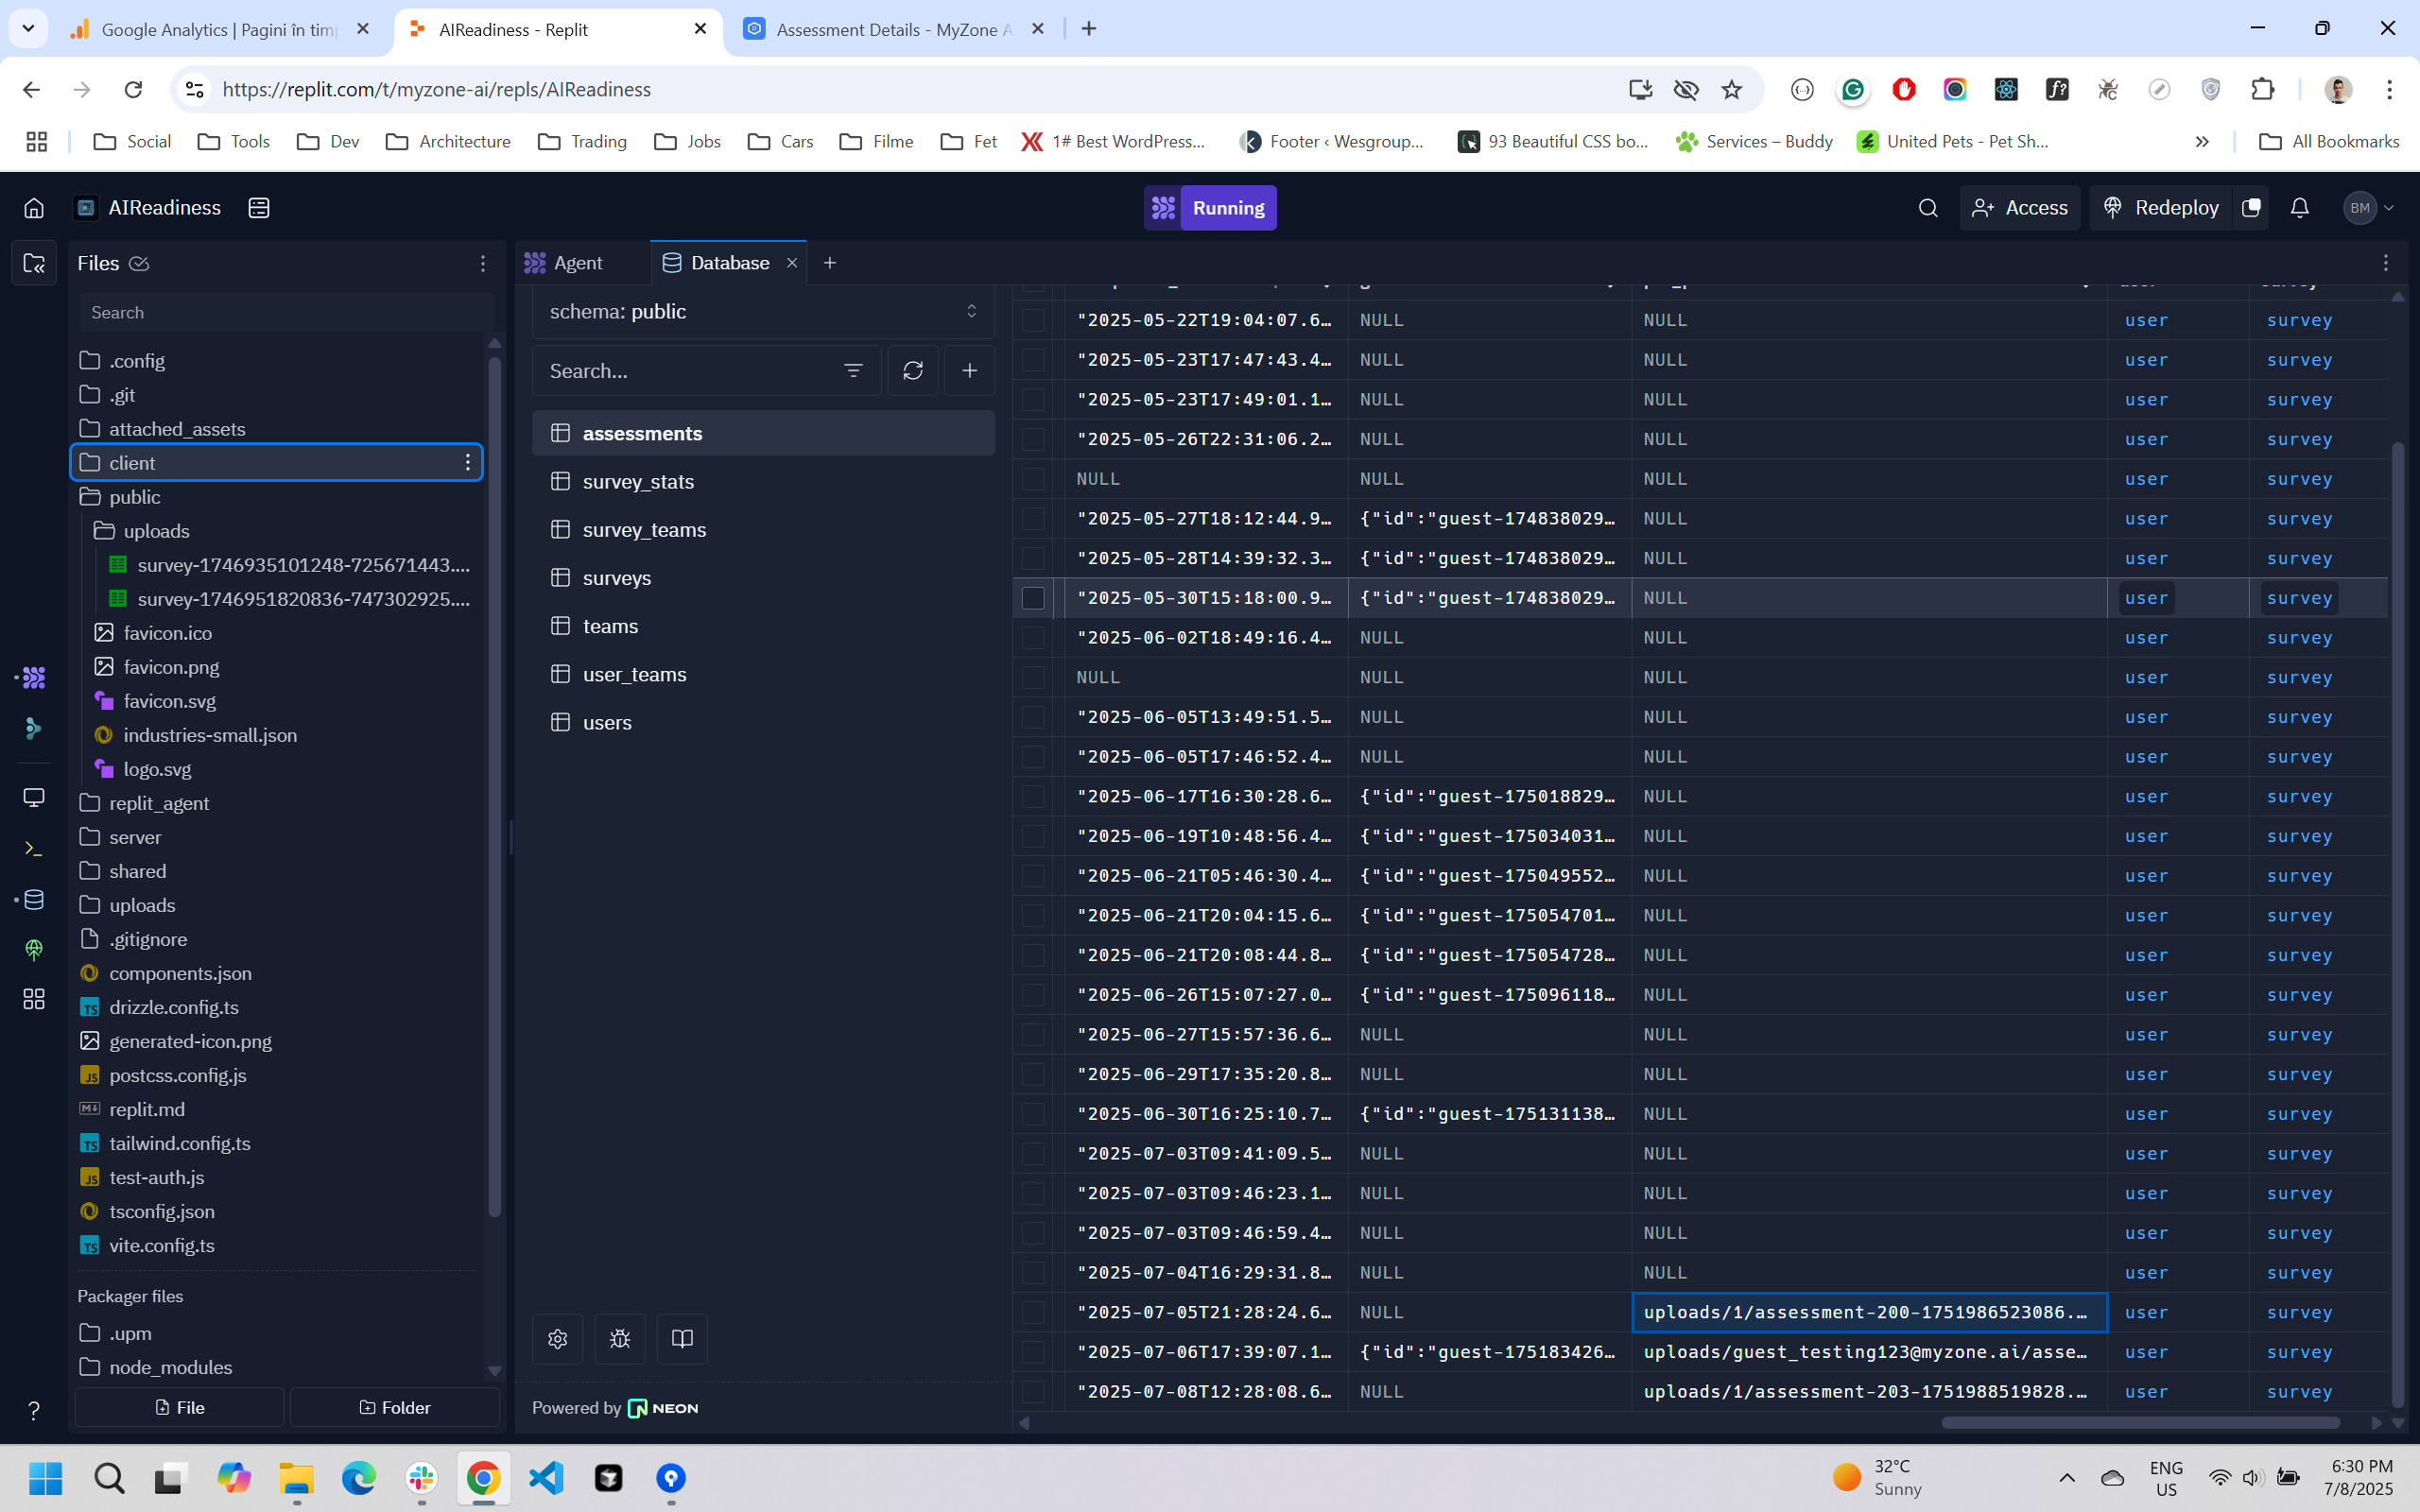 Google Analytics | Pagini în tim
AIReadiness - Replit
Assessment Details - MyZone A
https://replit.com/t/myzone-ai/repls/AIReadiness
Social
Tools
Dev
Architecture
Trading
Jobs
Cars
Filme
Fet
1# Best WordPress...
Footer ‹ Wesgroup...
93 Beautiful CSS bo...
Services – Buddy
United Pets - Pet Sh...
»
All Bookmarks
AIReadiness
Running
Access
Redeploy
BM
Files
Search
.config
.git
attached_assets
client
public
uploads
survey-1746935101248-725671443....
survey-1746951820836-747302925....
favicon.ico
favicon.png
favicon.svg
industries-small.json
logo.svg
replit_agent
server
shared
uploads
.gitignore
components.json
drizzle.config.ts
generated-icon.png
postcss.config.js
replit.md
tailwind.config.ts
test-auth.js
tsconfig.json
vite.config.ts
Packager files
.upm
node_modules
File
Folder
Agent
Database
schema: public
Search...
assessments
survey_stats
survey_teams
surveys
teams
user_teams
users
Powered by NEON
"2025-05-22T19:04:07.6... NULL NULL user survey
"2025-05-23T17:47:43.4... NULL NULL user survey
"2025-05-23T17:49:01.1... NULL NULL user survey
"2025-05-26T22:31:06.2... NULL NULL user survey
NULL NULL NULL user survey
"2025-05-27T18:12:44.9... {"id":"guest-174838029... NULL user survey
"2025-05-28T14:39:32.3... {"id":"guest-174838029... NULL user survey
"2025-05-30T15:18:00.9... {"id":"guest-174838029... NULL user survey
"2025-06-02T18:49:16.4... NULL NULL user survey
NULL NULL NULL user survey
"2025-06-05T13:49:51.5... NULL NULL user survey
"2025-06-05T17:46:52.4... NULL NULL user survey
"2025-06-17T16:30:28.6... {"id":"guest-175018829... NULL user survey
"2025-06-19T10:48:56.4... {"id":"guest-175034031... NULL user survey
"2025-06-21T05:46:30.4... {"id":"guest-175049552... NULL user survey
"2025-06-21T20:04:15.6... {"id":"guest-175054701... NULL user survey
"2025-06-21T20:08:44.8... {"id":"guest-175054728... NULL user survey
"2025-06-26T15:07:27.0... {"id":"guest-175096118... NULL user survey
"2025-06-27T15:57:36.6... NULL NULL user survey
"2025-06-29T17:35:20.8... NULL NULL user survey
"2025-06-30T16:25:10.7... {"id":"guest-175131138... NULL user survey
"2025-07-03T09:41:09.5... NULL NULL user survey
"2025-07-03T09:46:23.1... NULL NULL user survey
"2025-07-03T09:46:59.4... NULL NULL user survey
"2025-07-04T16:29:31.8... NULL NULL user survey
"2025-07-05T21:28:24.6... NULL uploads/1/assessment-200-1751986523086.... user survey
"2025-07-06T17:39:07.1... {"id":"guest-175183426... uploads/guest_testing123@myzone.ai/asse... user survey
"2025-07-08T12:28:08.6... NULL uploads/1/assessment-203-1751988519828.... user survey
32°C
Sunny
ENG
US
6:30 PM
7/8/2025